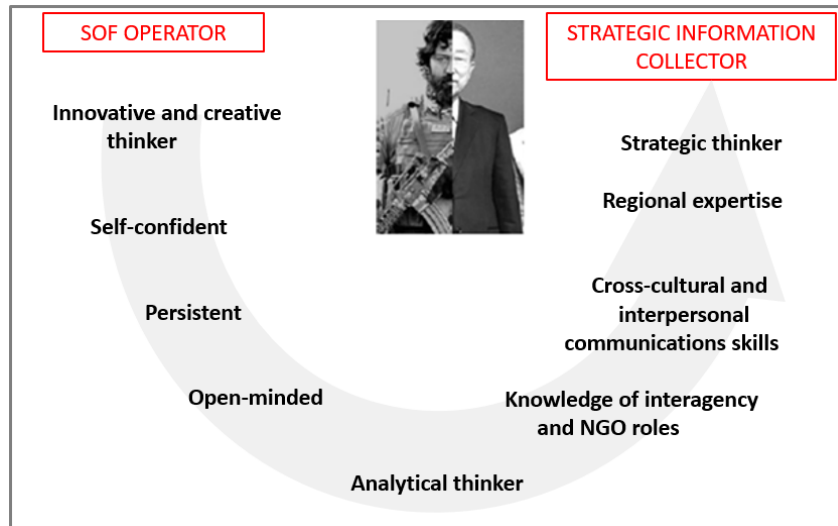 SOF OPERATOR
STRATEGIC INFORMATION
COLLECTOR
Innovative and creative
thinker
Self-confident
Persistent
Open-minded
Analytical thinker
Knowledge of interagency
and NGO roles
Cross-cultural and
interpersonal
communications skills
Regional expertise
Strategic thinker